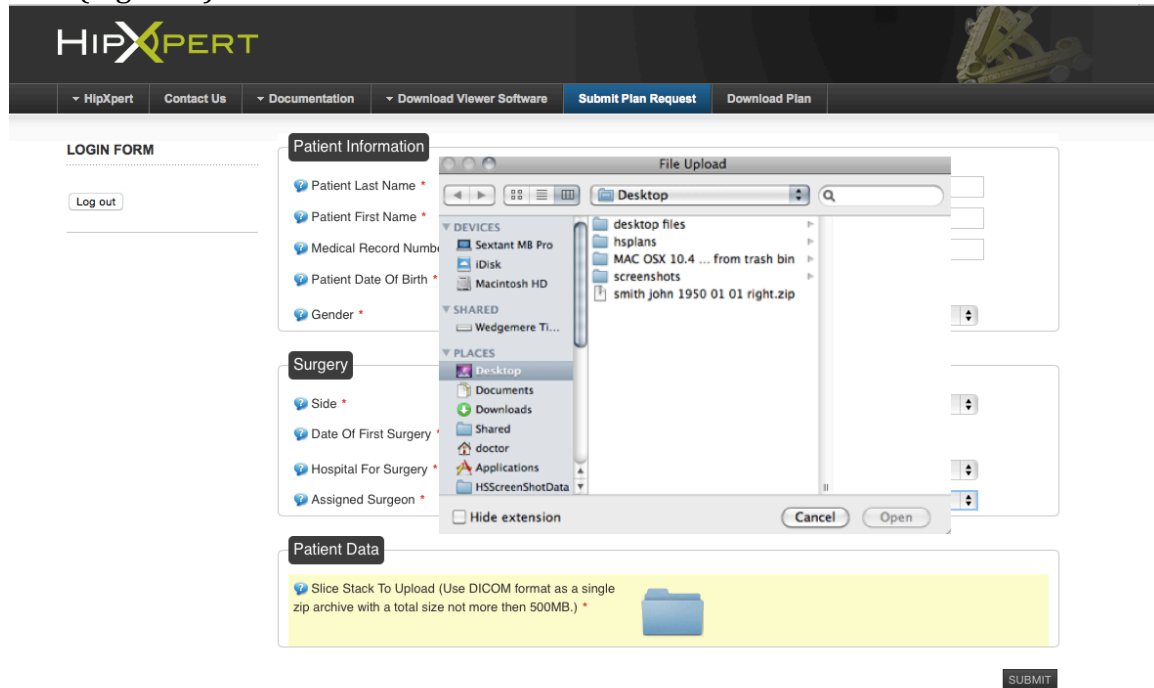 HIPXPERT
HipXpert Contact Us Documentation Download Viewer Software Submit Plan Request Download Plan
LOGIN FORM
Log out
Patient Information
Patient Last Name *
Patient First Name *
Medical Record
Patient Date Of Birth *
Gender *
Surgery
Side *
Date Of First Surgery
Hospital For Surgery *
Assigned Surgeon *
File Upload
Desktop
DEVICES
Sextant MB Pro
iDisk
Macintosh HD
SHARED
Wedgemere Ti...
PLACES
Desktop
Documents
Downloads
Shared
doctor
Applications
HSScreenShotData
desktop files
hsplans
MAC OSX 10.4 ... from trash bin
screenshots
smith john 1950 01 01 right.zip
Hide extension
Cancel Open
Patient Data
Slice Stack To Upload (Use DICOM format as a single
zip archive with a total size not more then 500MB.) *
SUBMIT